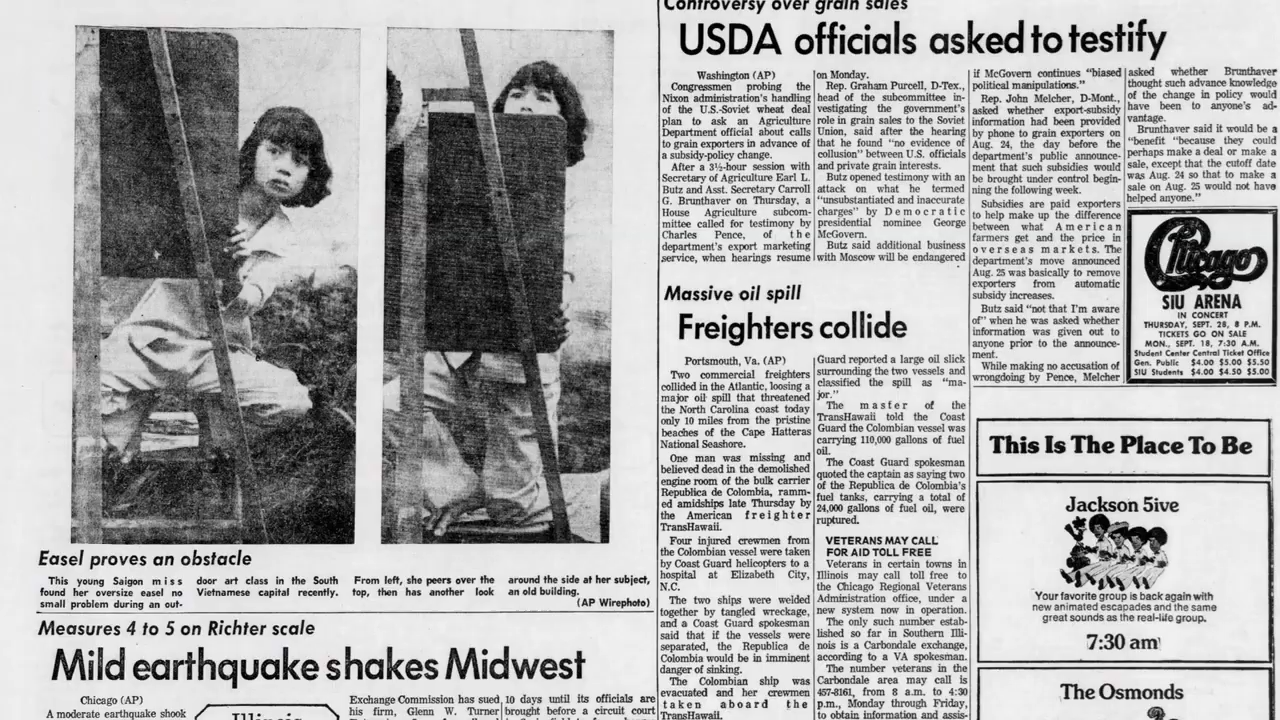 Controversy over grain sales
USDA officials asked to testify
Washington (AP)
Congressmen probing the
Nixon administration's handling
of the U.S.-Soviet wheat deal
plan to ask an Agriculture
Department official about calls
to grain exporters in advance of
a subsidy-policy change.
After a 3½-hour session with
Secretary of Agriculture Earl L.
Butz and Asst. Secretary Carroll
G. Brunthaver on Thursday, a
House Agriculture subcom-
mittee called for testimony by
Charles Pence, of the
department's export marketing
service, when hearings resume
on Monday.
Rep. Graham Purcell, D-Tex.,
head of the subcommittee in-
vestigating the government's
role in grain sales to the Soviet
Union, said after the hearing
that he found "no evidence of
collusion" between U.S. officials
and private grain interests.
Butz opened testimony with an
attack on what he termed
"unsubstantiated and inaccurate
charges" by Democratic
presidential nominee George
McGovern.
Butz said additional business
with Moscow will be endangered
if McGovern continues "biased
political manipulations."
Rep. John Melcher, D-Mont.,
asked whether export-subsidy
information had been provided
by phone to grain exporters on
Aug. 24, the day before the
department's public announce-
ment that such subsidies would
be brought under control begin-
ning the following week.
Subsidies are paid exporters
to help make up the difference
between what American
farmers get and the price in
overseas markets. The
department's move announced
Aug. 25 was basically to remove
exporters from automatic
subsidy increases.
Butz said "not that I'm aware
of" when he was asked whether
information was given out to
anyone prior to the announce-
ment.
While making no accusation of
wrongdoing by Pence, Melcher
asked whether Brunthaver
thought such advance knowledge
of the change in policy would
have been to anyone's ad-
vantage.
Brunthaver said it would be a
"benefit "because they could
perhaps make a deal or make a
sale, except that the cutoff date
was Aug. 24 so that to make a
sale on Aug. 25 would not have
helped anyone."
Chicago
SIU ARENA
IN CONCERT
THURSDAY, SEPT. 28, 8 P.M.
TICKETS GO ON SALE
MON., SEPT. 18, 7:30 A.M.
Student Center Central Ticket Office
Gen. Public $4.00 $5.00 $5.50
SIU Students $4.00 $4.50 $5.00
Massive oil spill
Freighters collide
Portsmouth, Va. (AP)
Two commercial freighters
collided in the Atlantic, loosing a
major oil spill that threatened
the North Carolina coast today
only 10 miles from the pristine
beaches of the Cape Hatteras
National Seashore.
One man was missing and
believed dead in the demolished
engine room of the bulk carrier
Republica de Colombia, ramm-
ed amidships late Thursday by
the American freighter
TransHawaii.
Four injured crewmen from
the Colombian vessel were taken
by Coast Guard helicopters to a
hospital at Elizabeth City,
N.C.
The two ships were welded
together by tangled wreckage,
and a Coast Guard spokesman
said that if the vessels were
separated, the Republica de
Colombia would be in imminent
danger of sinking.
The Colombian ship was
evacuated and her crewmen
taken aboard the
TransHawaii.
Guard reported a large oil slick
surrounding the two vessels and
classified the spill as "ma-
jor."
The master of the
TransHawaii told the Coast
Guard the Colombian vessel was
carrying 110,000 gallons of fuel
oil.
The Coast Guard spokesman
quoted the captain as saying two
of the Republica de Colombia's
fuel tanks, carrying a total of
24,000 gallons of fuel oil, were
ruptured.
VETERANS MAY CALL
FOR AID TOLL FREE
Veterans in certain towns in
Illinois may call toll free to
the Chicago Regional Veterans
Administration office, under a
new system now in operation.
The only such number estab-
lished so far in Southern Illi-
nois is a Carbondale exchange,
according to a VA spokesman.
The number veterans in the
Carbondale area may call is
457-8161, from 8 a.m. to 4:30
p.m., Monday through Friday,
to obtain information and assis-
This Is The Place To Be
Jackson 5ive
Your favorite group is back again with
new animated escapades and the same
great sounds as the real-life group.
7:30 am
The Osmonds
Easel proves an obstacle
This young Saigon miss
found her oversize easel no
small problem during an out-
door art class in the South
Vietnamese capital recently.
From left, she peers over the
top, then has another look
around the side at her subject,
an old building.
(AP Wirephoto)
Measures 4 to 5 on Richter scale
Mild earthquake shakes Midwest
Chicago (AP)
A moderate earthquake shook
Illinois
Exchange Commission has sued
his firm, Glenn W. Turner
10 days until its officials are
brought before a circuit court